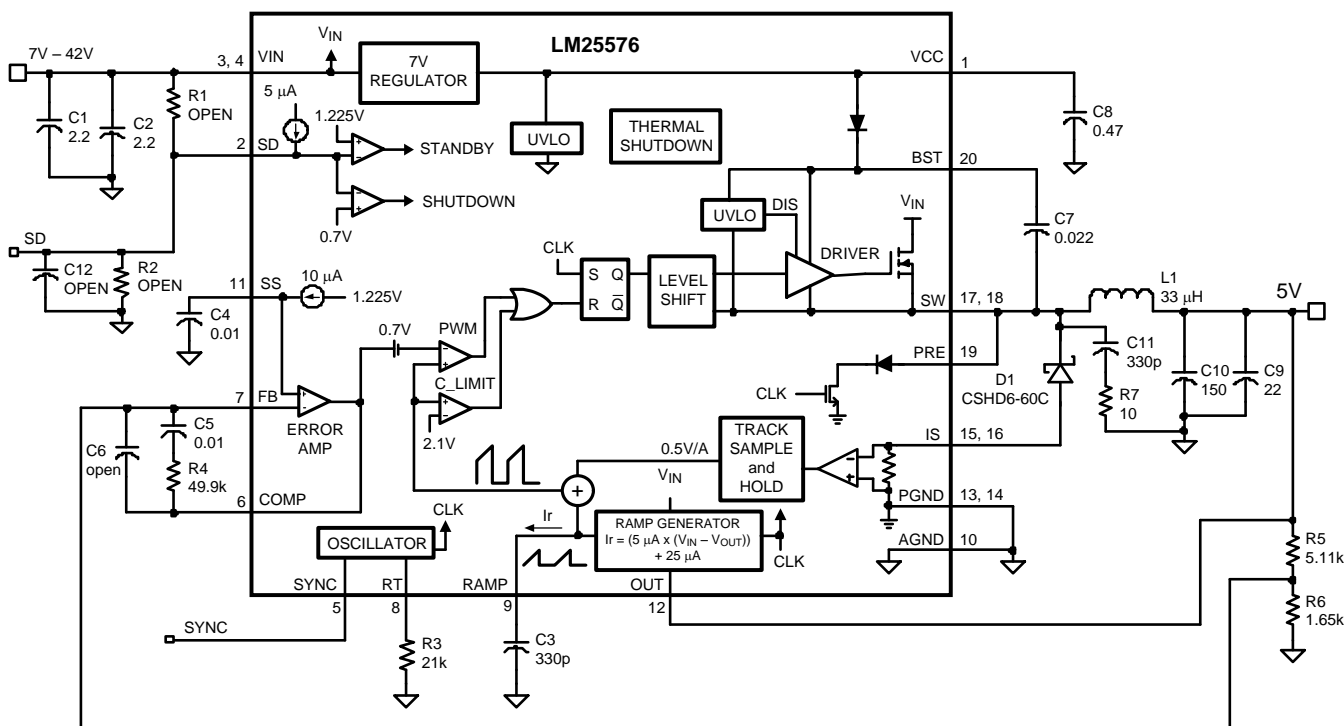 LM25576
7V – 42V
3, 4
VIN
V_IN
7V
REGULATOR
VCC
1
R1
OPEN
5 µA
1.225V
C1
2.2
C2
2.2
2
SD
STANDBY
UVLO
THERMAL
SHUTDOWN
C8
0.47
BST
20
SHUTDOWN
0.7V
UVLO
DIS
V_IN
C7
0.022
SD
C12
OPEN
R2
OPEN
CLK
DRIVER
11
SS
10 µA
1.225V
S
Q
R
Q̅
LEVEL
SHIFT
SW
17, 18
L1
33 µH
5V
C4
0.01
0.7V
PWM
PRE
19
C11
330p
C10
150
C9
22
C_LIMIT
CLK
D1
CSHD6-60C
R7
10
7
FB
2.1V
ERROR
AMP
C5
0.01
C6
open
R4
49.9k
0.5V/A
TRACK
SAMPLE
and
HOLD
IS
15, 16
V_IN
6
COMP
PGND
13, 14
CLK
Ir
RAMP GENERATOR
Ir = (5 µA x (V_IN – V_OUT))
+ 25 µA
CLK
AGND
10
OSCILLATOR
R5
5.11k
SYNC
RT
RAMP
OUT
5
8
9
12
R6
1.65k
SYNC
R3
21k
C3
330p